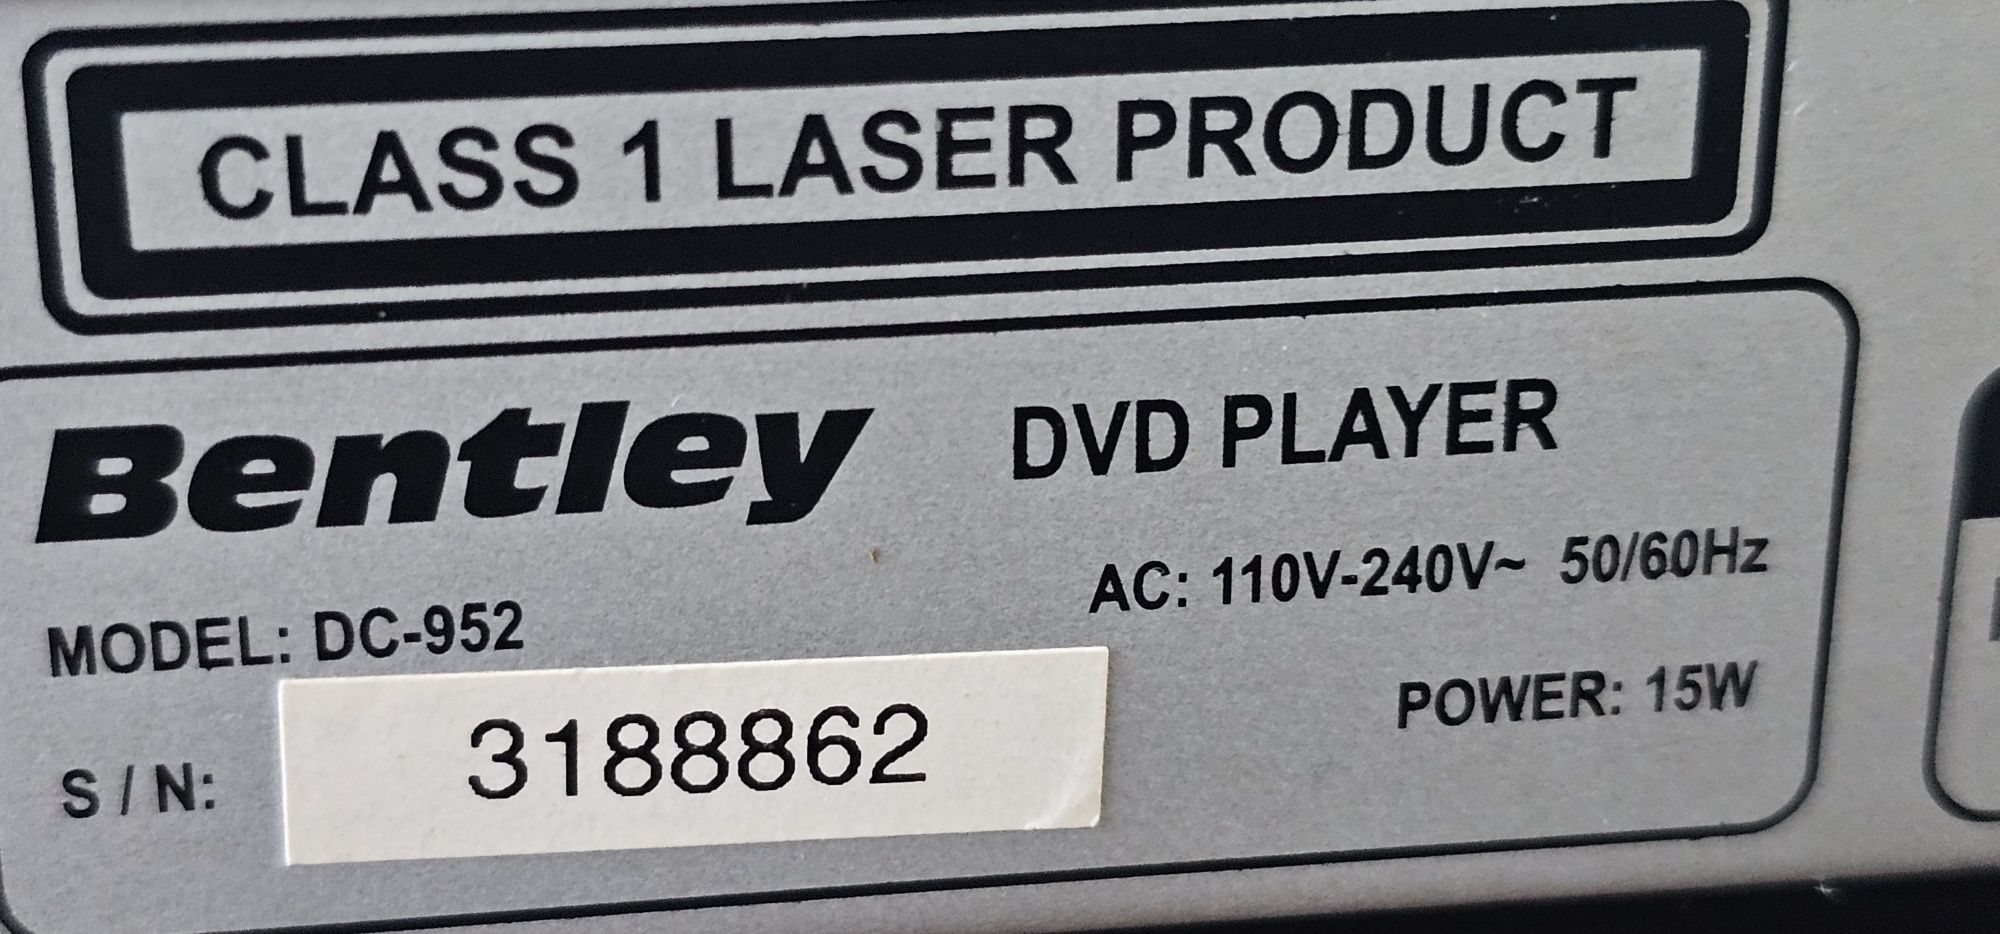 CLASS 1 LASER PRODUCT
Bentley DVD PLAYER
AC: 110V-240V~ 50/60Hz
MODEL: DC-952
POWER: 15W
S / N: 3188862